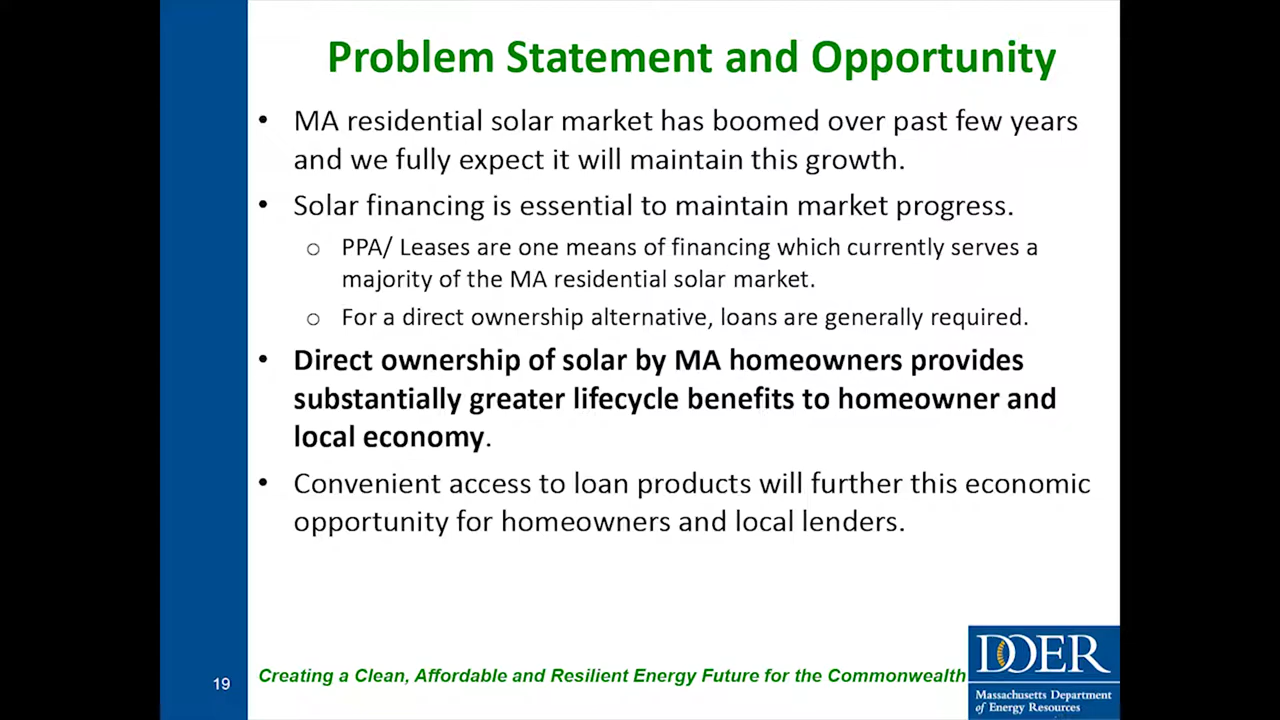 Problem Statement and Opportunity
• MA residential solar market has boomed over past few years
and we fully expect it will maintain this growth.
• Solar financing is essential to maintain market progress.
o PPA/ Leases are one means of financing which currently serves a
majority of the MA residential solar market.
o For a direct ownership alternative, loans are generally required.
• Direct ownership of solar by MA homeowners provides
substantially greater lifecycle benefits to homeowner and
local economy.
• Convenient access to loan products will further this economic
opportunity for homeowners and local lenders.
19
Creating a Clean, Affordable and Resilient Energy Future for the Commonwealth
DOER
Massachusetts Department
of Energy Resources